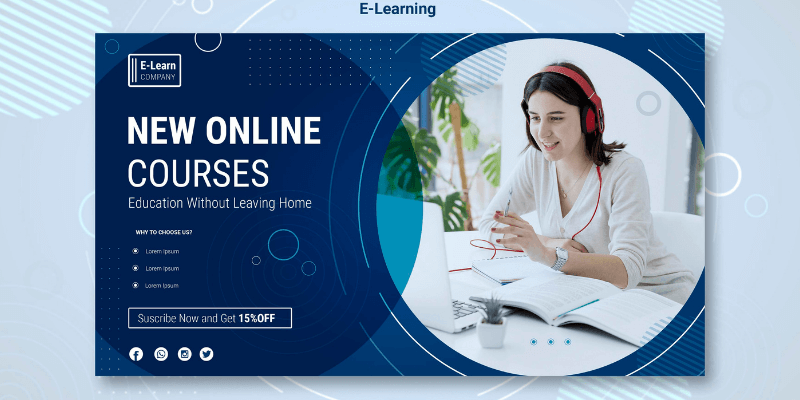 E-Learning
E-Learn
COMPANY
NEW ONLINE
COURSES
Education Without Leaving Home
WHY TO CHOOSE US?
Lorem Ipsum
Lorem Ipsum
Lorem Ipsum
Suscribe Now and Get 15%OFF